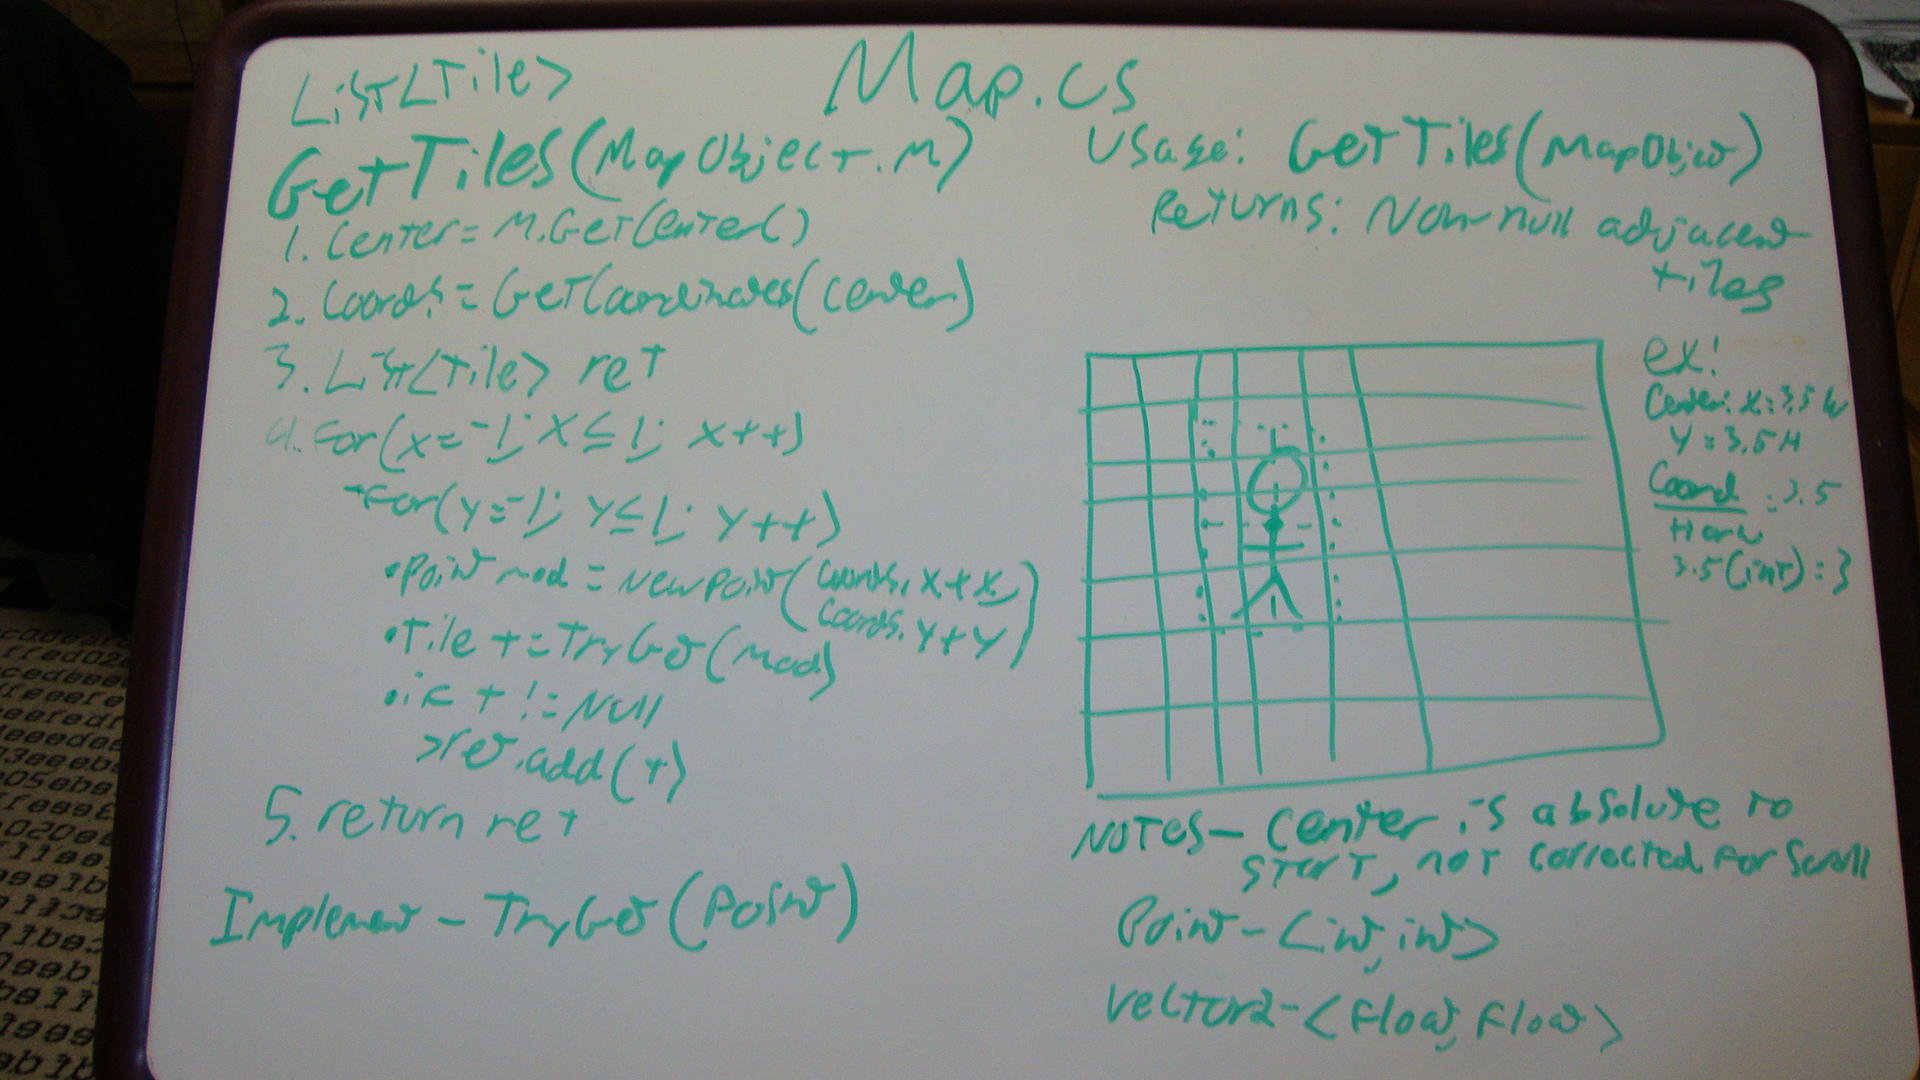 Map.cs
List<Tile>
GetTiles(MapObject.M)
1. Center = M.GetCenter()
2. Coords = GetCoordinates(center)
3. List<Tile> ret
4. For(x=-1; x≤1; x++)
For(y=-1; y≤1; y++)
•Point mod = new Point(Coords.x+x,
Coords.y+y)
•Tile t=TryGet(mod)
•if t != Null
>ret.add(t)
5. return ret
Implement - TryGet(Point)
Usage: GetTiles(MapObject)
Returns: Non-null adjacent
tiles
ex:
Center: X=3.5W
Y=3.5H
Coord
H or W
=3.5
3.5(int)=3
NOTES- Center is absolute to
START, not corrected for scroll
Point-<int,int>
Vector2-<Float,Float>